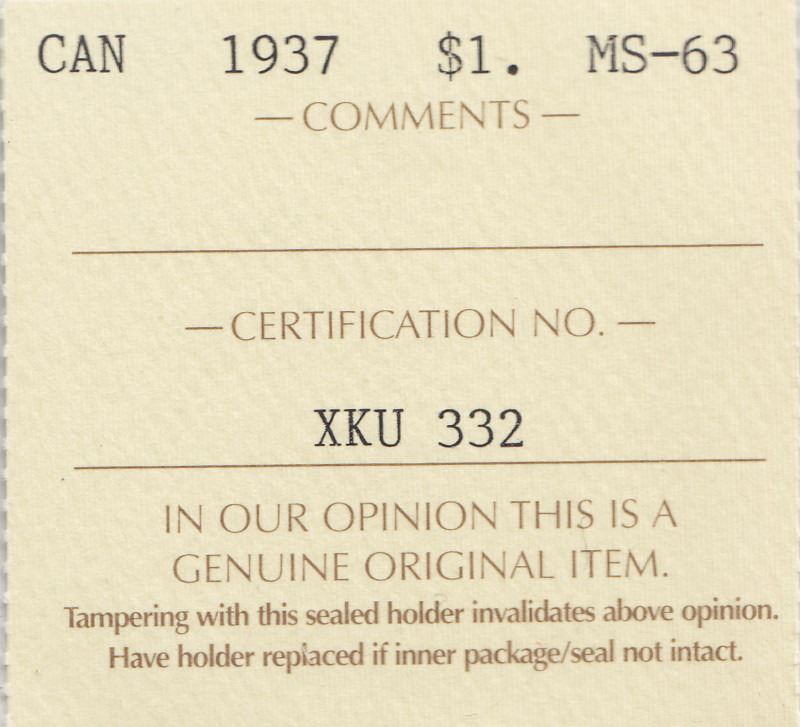 CAN 1937 $1. MS-63
— COMMENTS —
— CERTIFICATION NO. —
XKU 332
IN OUR OPINION THIS IS A
GENUINE ORIGINAL ITEM.
Tampering with this sealed holder invalidates above opinion.
Have holder replaced if inner package/seal not intact.